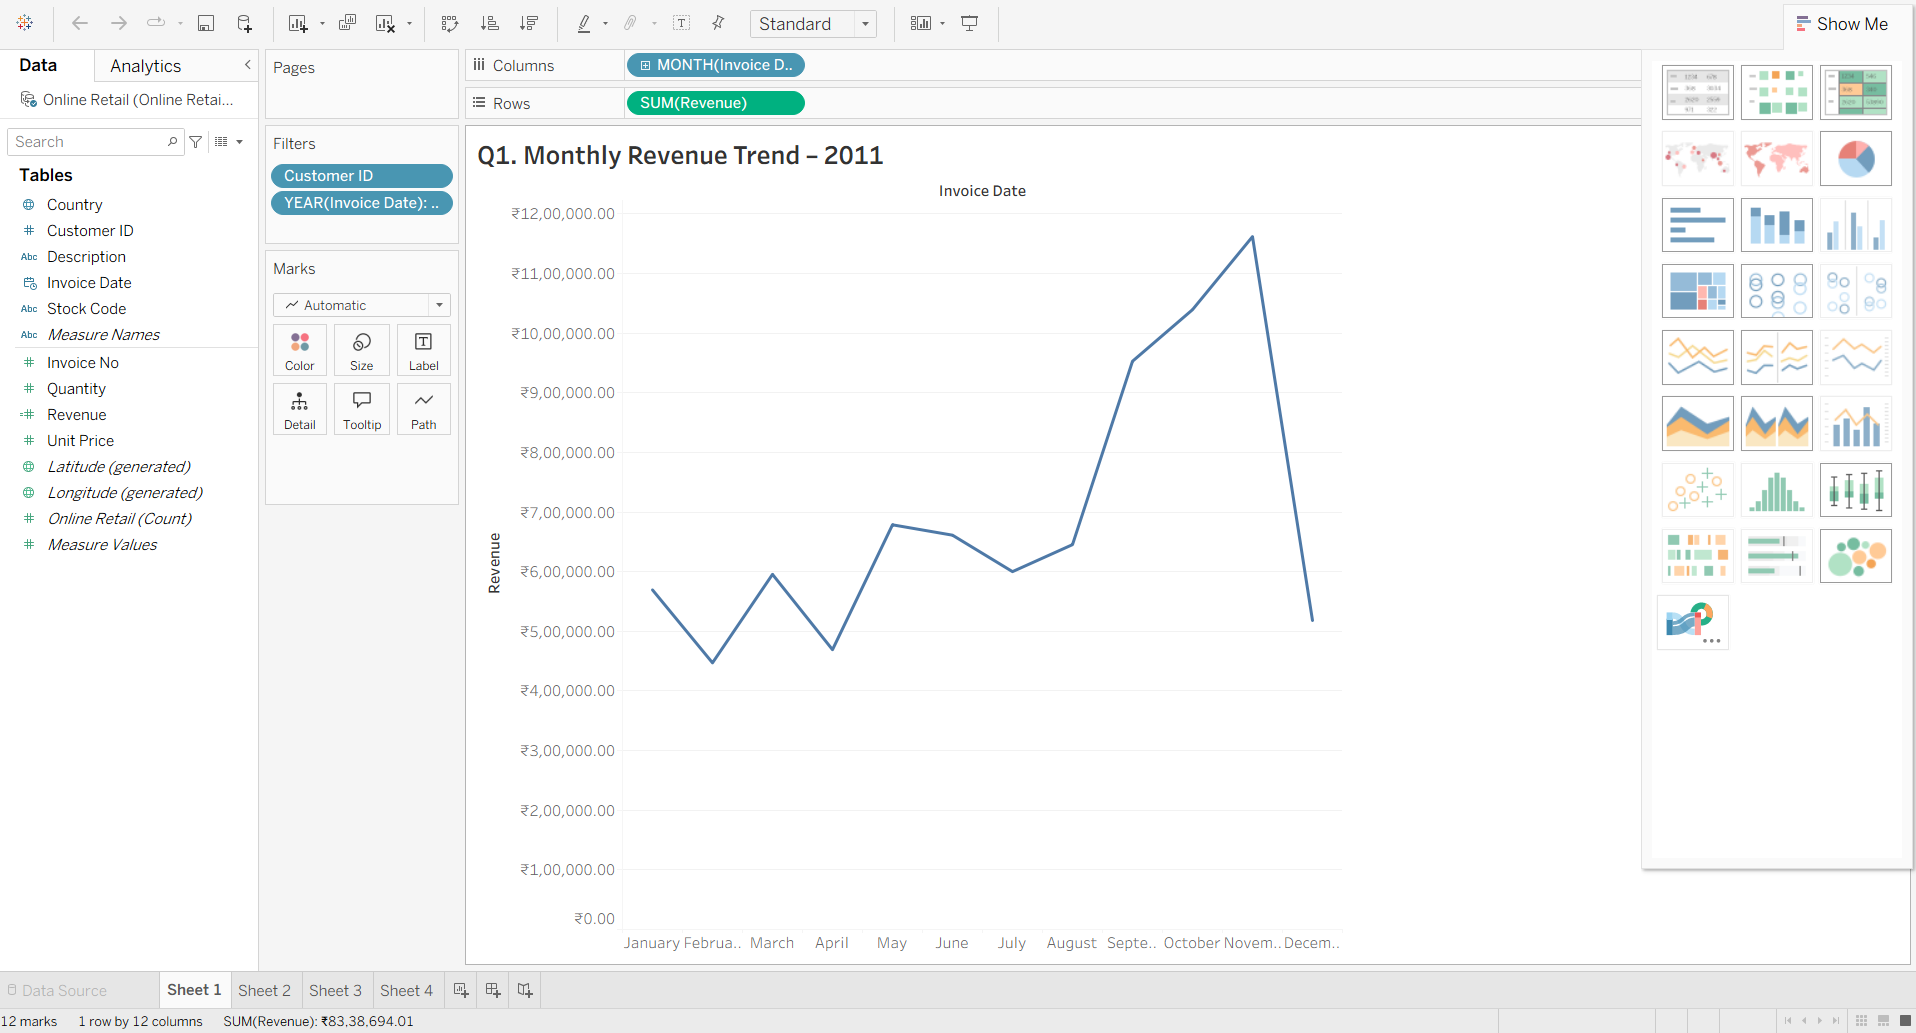 Standard
Show Me
Data
Analytics
Online Retail (Online Retai...
Search
Tables
Country
Customer ID
Abc Description
Invoice Date
Abc Stock Code
Abc Measure Names
Invoice No
Quantity
Revenue
Unit Price
Latitude (generated)
Longitude (generated)
Online Retail (Count)
Measure Values
Pages
Filters
Customer ID
YEAR(Invoice Date): ..
Marks
Automatic
Color
Size
Label
Detail
Tooltip
Path
Columns
MONTH(Invoice D..
Rows
SUM(Revenue)
Q1. Monthly Revenue Trend – 2011
Invoice Date
Revenue
₹12,00,000.00
₹11,00,000.00
₹10,00,000.00
₹9,00,000.00
₹8,00,000.00
₹7,00,000.00
₹6,00,000.00
₹5,00,000.00
₹4,00,000.00
₹3,00,000.00
₹2,00,000.00
₹1,00,000.00
₹0.00
January Februa.. March April May June July August Septe.. October Novem.. Decem..
Data Source
Sheet 1
Sheet 2
Sheet 3
Sheet 4
12 marks
1 row by 12 columns
SUM(Revenue): ₹83,38,694.01